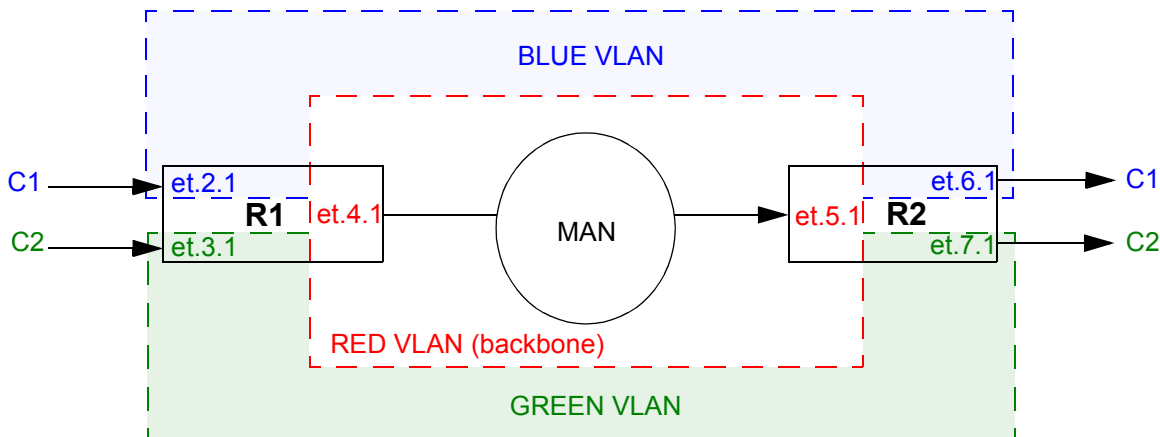 BLUE VLAN
C1
et.2.1
et.6.1
C1
R1
et.4.1
MAN
et.5.1
R2
C2
et.3.1
et.7.1
C2
RED VLAN (backbone)
GREEN VLAN